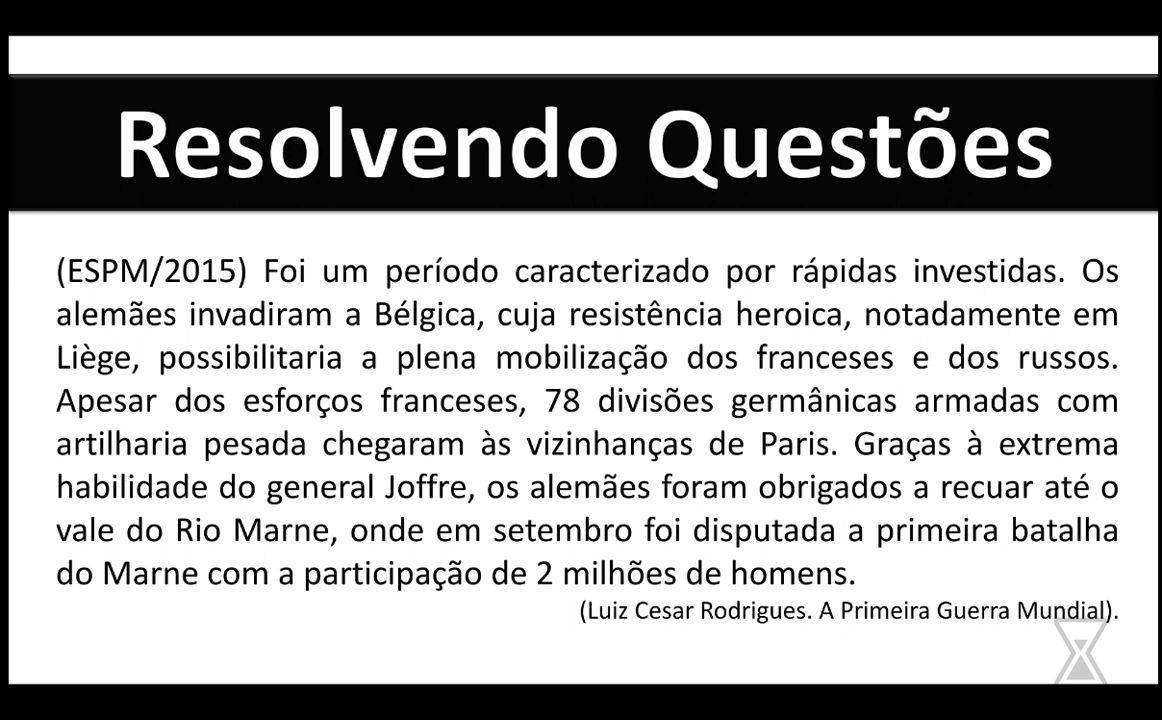 Resolvendo Questões
(ESPM/2015) Foi um período caracterizado por rápidas investidas. Os
alemães invadiram a Bélgica, cuja resistência heroica, notadamente em
Liège, possibilitaria a plena mobilização dos franceses e dos russos.
Apesar dos esforços franceses, 78 divisões germânicas armadas com
artilharia pesada chegaram às vizinhanças de Paris. Graças à extrema
habilidade do general Joffre, os alemães foram obrigados a recuar até o
vale do Rio Marne, onde em setembro foi disputada a primeira batalha
do Marne com a participação de 2 milhões de homens.
(Luiz Cesar Rodrigues. A Primeira Guerra Mundial).